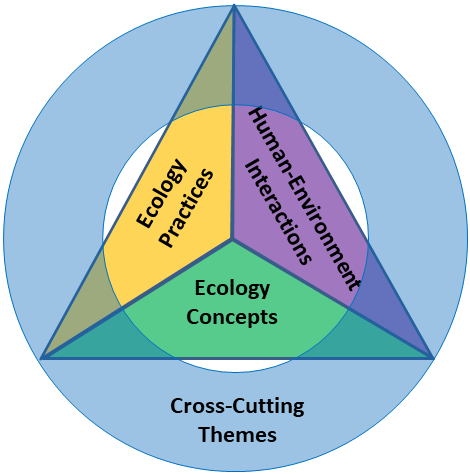 Ecology
Practices
Human-Environment
Interactions
Ecology
Concepts
Cross-Cutting
Themes